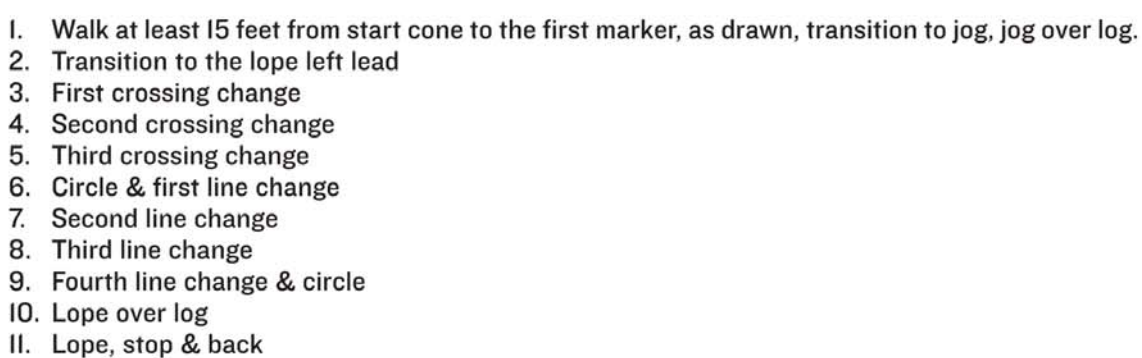 1. Walk at least 15 feet from start cone to the first marker, as drawn, transition to jog, jog over log.
2. Transition to the lope left lead
3. First crossing change
4. Second crossing change
5. Third crossing change
6. Circle & first line change
7. Second line change
8. Third line change
9. Fourth line change & circle
10. Lope over log
11. Lope, stop & back